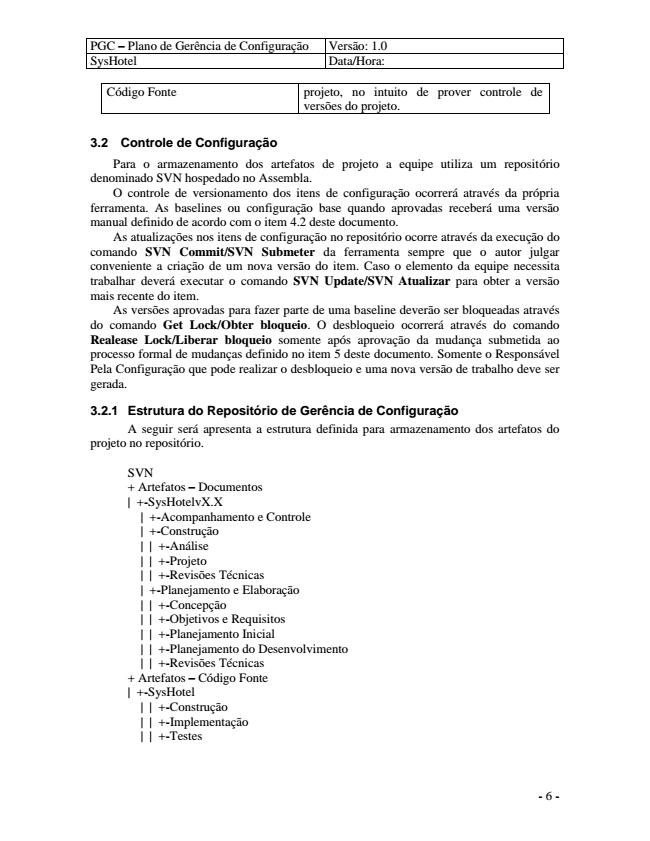 PGC – Plano de Gerência de Configuração Versão: 1.0
SysHotel Data/Hora:
Código Fonte projeto, no intuito de prover controle de
versões do projeto.
3.2 Controle de Configuração
Para o armazenamento dos artefatos de projeto a equipe utiliza um repositório
denominado SVN hospedado no Assembla.
O controle de versionamento dos itens de configuração ocorrerá através da própria
ferramenta. As baselines ou configuração base quando aprovadas receberá uma versão
manual definido de acordo com o item 4.2 deste documento.
As atualizações nos itens de configuração no repositório ocorre através da execução do
comando SVN Commit/SVN Submeter da ferramenta sempre que o autor julgar
conveniente a criação de um nova versão do item. Caso o elemento da equipe necessita
trabalhar deverá executar o comando SVN Update/SVN Atualizar para obter a versão
mais recente do item.
As versões aprovadas para fazer parte de uma baseline deverão ser bloqueadas através
do comando Get Lock/Obter bloqueio. O desbloqueio ocorrerá através do comando
Realease Lock/Liberar bloqueio somente após aprovação da mudança submetida ao
processo formal de mudanças definido no item 5 deste documento. Somente o Responsável
Pela Configuração que pode realizar o desbloqueio e uma nova versão de trabalho deve ser
gerada.
3.2.1 Estrutura do Repositório de Gerência de Configuração
A seguir será apresenta a estrutura definida para armazenamento dos artefatos do
projeto no repositório.
SVN
+ Artefatos – Documentos
| +-SysHotelvX.X
| +-Acompanhamento e Controle
| +-Construção
| | +-Análise
| | +-Projeto
| | +-Revisões Técnicas
| +-Planejamento e Elaboração
| | +-Concepção
| | +-Objetivos e Requisitos
| | +-Planejamento Inicial
| | +-Planejamento do Desenvolvimento
| | +-Revisões Técnicas
+ Artefatos – Código Fonte
| +-SysHotel
| | +-Construção
| | +-Implementação
| | +-Testes
- 6 -